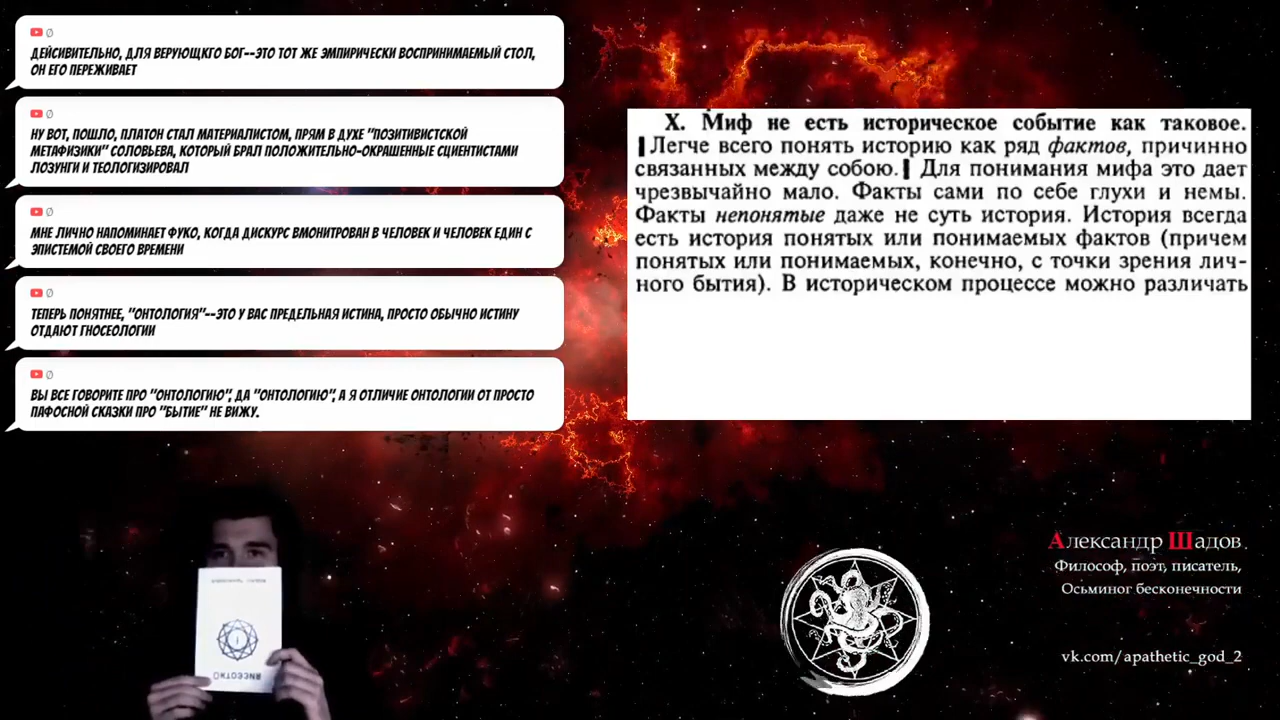 Ø
ДЕЙСИВИТЕЛЬНО, ДЛЯ ВЕРУЮЩКГО БОГ--ЭТО ТОТ ЖЕ ЭМПИРИЧЕСКИ ВОСПРИНИМАЕМЫЙ СТОЛ,
ОН ЕГО ПЕРЕЖИВАЕТ
Ø
НУ ВОТ, ПОШЛО, ПЛАТОН СТАЛ МАТЕРИАЛИСТОМ, ПРЯМ В ДУХЕ "ПОЗИТИВИСТСКОЙ
МЕТАФИЗИКИ" СОЛОВЬЕВА, КОТОРЫЙ БРАЛ ПОЛОЖИТЕЛЬНО-ОКРАШЕННЫЕ СЦИЕНТИСТАМИ
ЛОЗУНГИ И ТЕОЛОГИЗИРОВАЛ
Ø
МНЕ ЛИЧНО НАПОМИНАЕТ ФУКО, КОГДА ДИСКУРС ВМОНИТРОВАН В ЧЕЛОВЕК И ЧЕЛОВЕК ЕДИН С
ЭПИСТЕМОЙ СВОЕГО ВРЕМЕНИ
Ø
ТЕПЕРЬ ПОНЯТНЕЕ, "ОНТОЛОГИЯ"--ЭТО У ВАС ПРЕДЕЛЬНАЯ ИСТИНА, ПРОСТО ОБЫЧНО ИСТИНУ
ОТДАЮТ ГНОСЕОЛОГИИ
Ø
ВЫ ВСЕ ГОВОРИТЕ ПРО "ОНТОЛОГИЮ", ДА "ОНТОЛОГИЮ", А Я ОТЛИЧИЕ ОНТОЛОГИИ ОТ ПРОСТО
ПАФОСНОЙ СКАЗКИ ПРО "БЫТИЕ" НЕ ВИЖУ.
X. Миф не есть историческое событие как таковое.
Легче всего понять историю как ряд фактов, причинно
связанных между собою. Для понимания мифа это дает
чрезвычайно мало. Факты сами по себе глухи и немы.
Факты непонятые даже не суть история. История всегда
есть история понятых или понимаемых фактов (причем
понятых или понимаемых, конечно, с точки зрения лич-
ного бытия). В историческом процессе можно различать
Александр Шадов
Философ, поэт, писатель,
Осьминог бесконечности
vk.com/apathetic_god_2